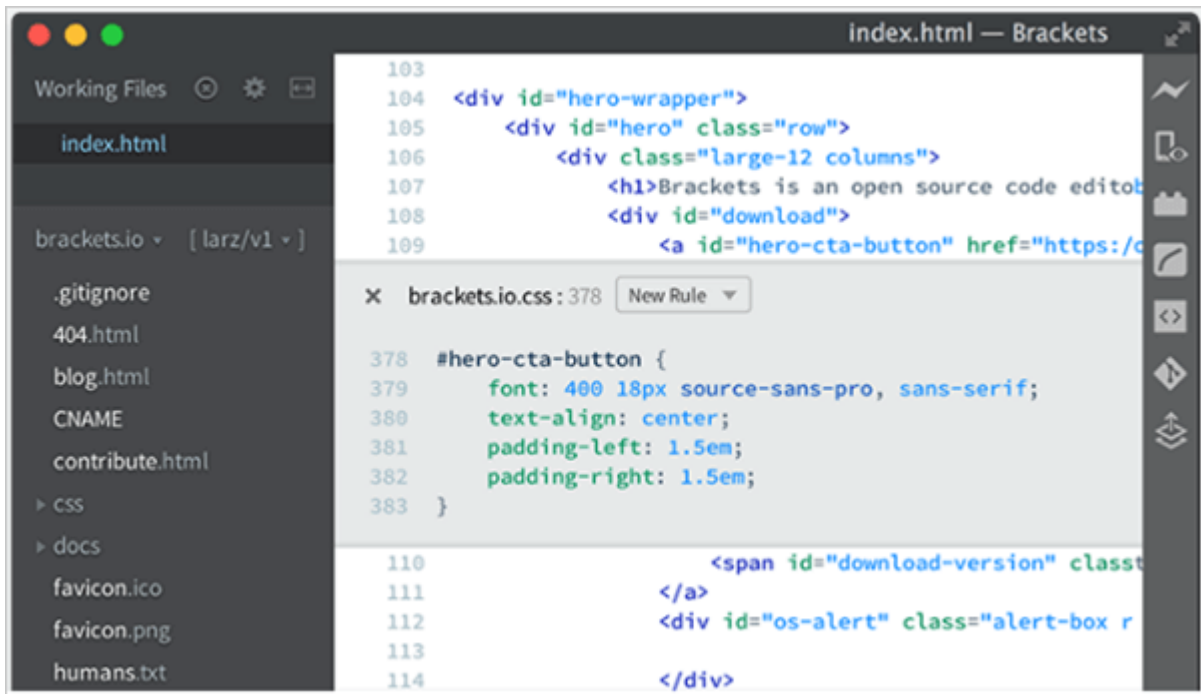 index.html — Brackets
Working Files
index.html
brackets.io [ larz/v1 ]
.gitignore
404.html
blog.html
CNAME
contribute.html
css
docs
favicon.ico
favicon.png
humans.txt
103
104 <div id="hero-wrapper">
105 <div id="hero" class="row">
106 <div class="large-12 columns">
107 <h1>Brackets is an open source code edito
108 <div id="download">
109 <a id="hero-cta-button" href="https:/
× brackets.io.css : 378 New Rule
378 #hero-cta-button {
379 font: 400 18px source-sans-pro, sans-serif;
380 text-align: center;
381 padding-left: 1.5em;
382 padding-right: 1.5em;
383 }
110 <span id="download-version" class
111 </a>
112 <div id="os-alert" class="alert-box r
113
114 </div>